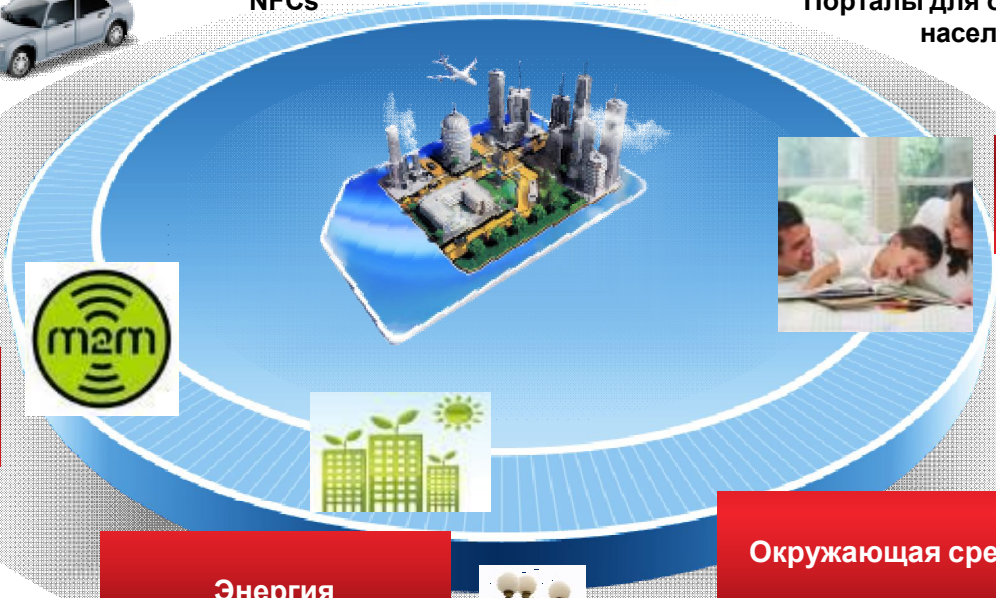 NFCs
Порталы для
насел
m2m
Окружающая сре
Энергия